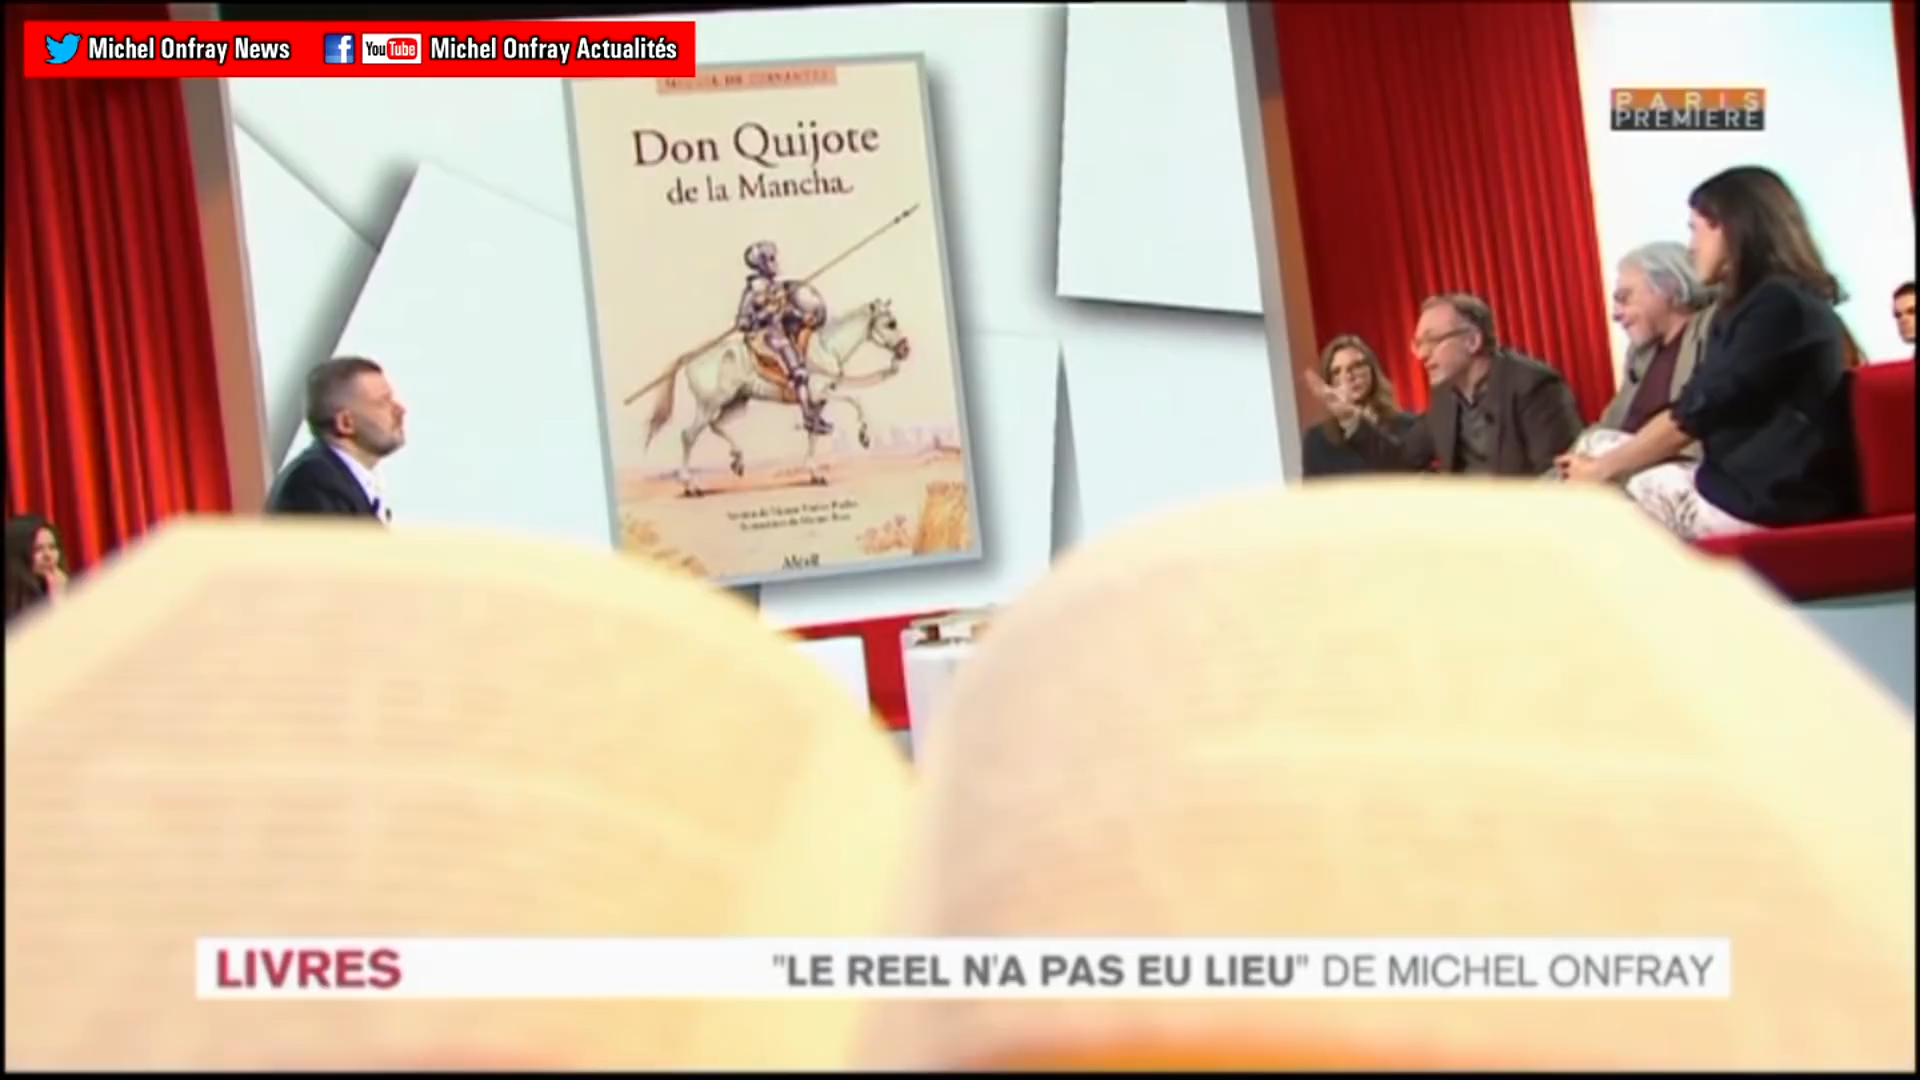 Michel Onfray News
You Tube
Michel Onfray Actualités
PARIS
PREMIERE
Don Quijote
de la Mancha
LIVRES
"LE REEL N'A PAS EU LIEU" DE MICHEL ONFRAY